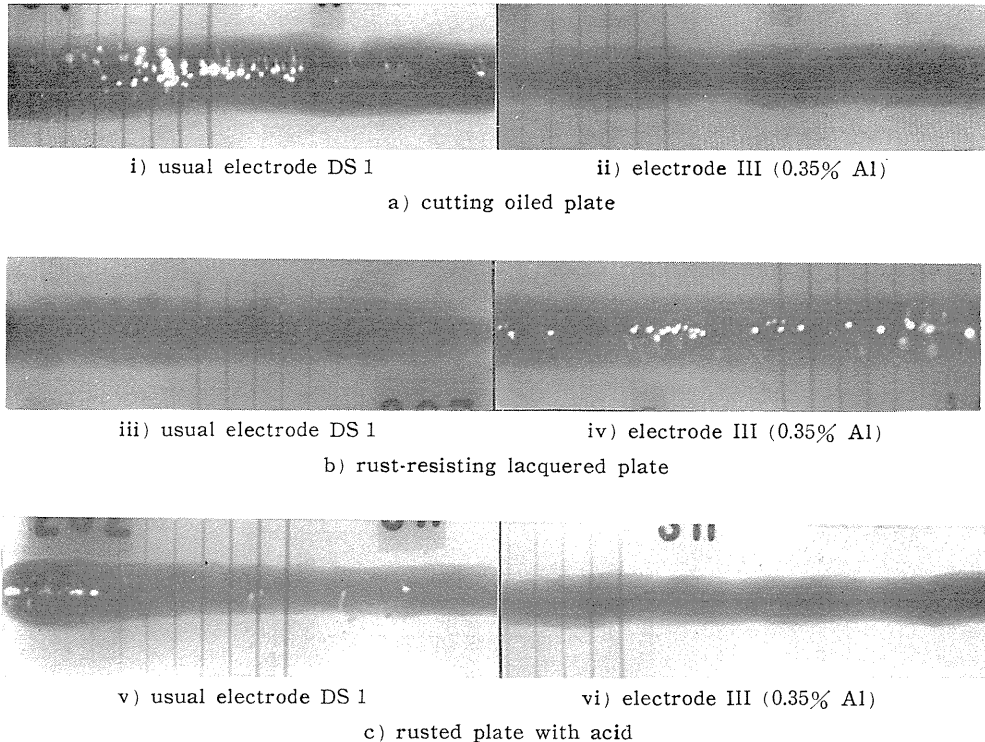 i) usual electrode DS 1
ii) electrode III (0.35% Al)
a) cutting oiled plate
iii) usual electrode DS 1
iv) electrode III (0.35% Al)
b) rust-resisting lacquered plate
v) usual electrode DS 1
vi) electrode III (0.35% Al)
c) rusted plate with acid